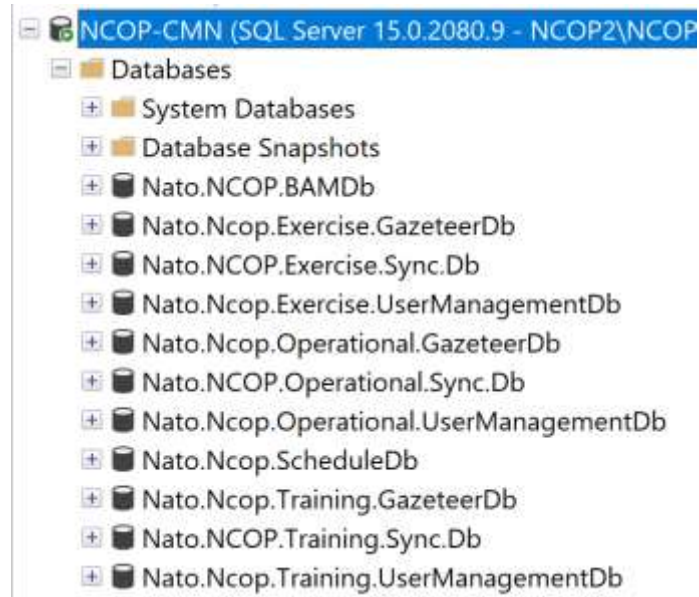 NCOP-CMN (SQL Server 15.0.2080.9 - NCOP2\NCOP
Databases
System Databases
Database Snapshots
Nato.NCOP.BAMDb
Nato.Ncop.Exercise.GazeteerDb
Nato.NCOP.Exercise.Sync.Db
Nato.Ncop.Exercise.UserManagementDb
Nato.Ncop.Operational.GazeteerDb
Nato.NCOP.Operational.Sync.Db
Nato.Ncop.Operational.UserManagementDb
Nato.Ncop.ScheduleDb
Nato.Ncop.Training.GazeteerDb
Nato.NCOP.Training.Sync.Db
Nato.Ncop.Training.UserManagementDb